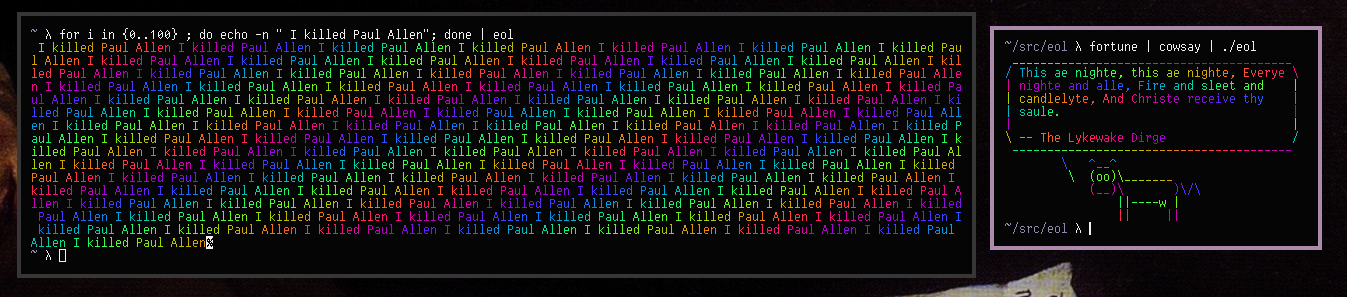 ~ λ for i in {0..100} ; do echo -n " I killed Paul Allen"; done | eol
 I killed Paul Allen I killed Paul Allen I killed Paul Allen I killed Paul Allen I killed Paul Allen I killed Paul Allen I killed Pau
l Allen I killed Paul Allen I killed Paul Allen I killed Paul Allen I killed Paul Allen I killed Paul Allen I killed Paul Allen I kil
led Paul Allen I killed Paul Allen I killed Paul Allen I killed Paul Allen I killed Paul Allen I killed Paul Allen I killed Paul Alle
n I killed Paul Allen I killed Paul Allen I killed Paul Allen I killed Paul Allen I killed Paul Allen I killed Paul Allen I killed Pa
ul Allen I killed Paul Allen I killed Paul Allen I killed Paul Allen I killed Paul Allen I killed Paul Allen I killed Paul Allen I ki
lled Paul Allen I killed Paul Allen I killed Paul Allen I killed Paul Allen I killed Paul Allen I killed Paul Allen I killed Paul All
en I killed Paul Allen I killed Paul Allen I killed Paul Allen I killed Paul Allen I killed Paul Allen I killed Paul Allen I killed P
aul Allen I killed Paul Allen I killed Paul Allen I killed Paul Allen I killed Paul Allen I killed Paul Allen I killed Paul Allen I k
illed Paul Allen I killed Paul Allen I killed Paul Allen I killed Paul Allen I killed Paul Allen I killed Paul Allen I killed Paul Al
len I killed Paul Allen I killed Paul Allen I killed Paul Allen I killed Paul Allen I killed Paul Allen I killed Paul Allen I killed
Paul Allen I killed Paul Allen I killed Paul Allen I killed Paul Allen I killed Paul Allen I killed Paul Allen I killed Paul Allen I
killed Paul Allen I killed Paul Allen I killed Paul Allen I killed Paul Allen I killed Paul Allen I killed Paul Allen I killed Paul A
llen I killed Paul Allen I killed Paul Allen I killed Paul Allen I killed Paul Allen I killed Paul Allen I killed Paul Allen I killed
 Paul Allen I killed Paul Allen I killed Paul Allen I killed Paul Allen I killed Paul Allen I killed Paul Allen I killed Paul Allen I
 killed Paul Allen I killed Paul Allen I killed Paul Allen I killed Paul Allen I killed Paul Allen I killed Paul Allen I killed Paul
Allen I killed Paul Allen%
~ λ
~/src/eol λ fortune | cowsay | ./eol
 ________________________________________
/ This ae nighte, this ae nighte, Everye \
| nighte and alle, Fire and sleet and    |
| candlelyte, And Christe receive thy    |
| saule.                                 |
|                                        |
\ -- The Lykewake Dirge                  /
 ----------------------------------------
        \   ^__^
         \  (oo)\_______
            (__)\       )\/\
                ||----w |
                ||     ||
~/src/eol λ